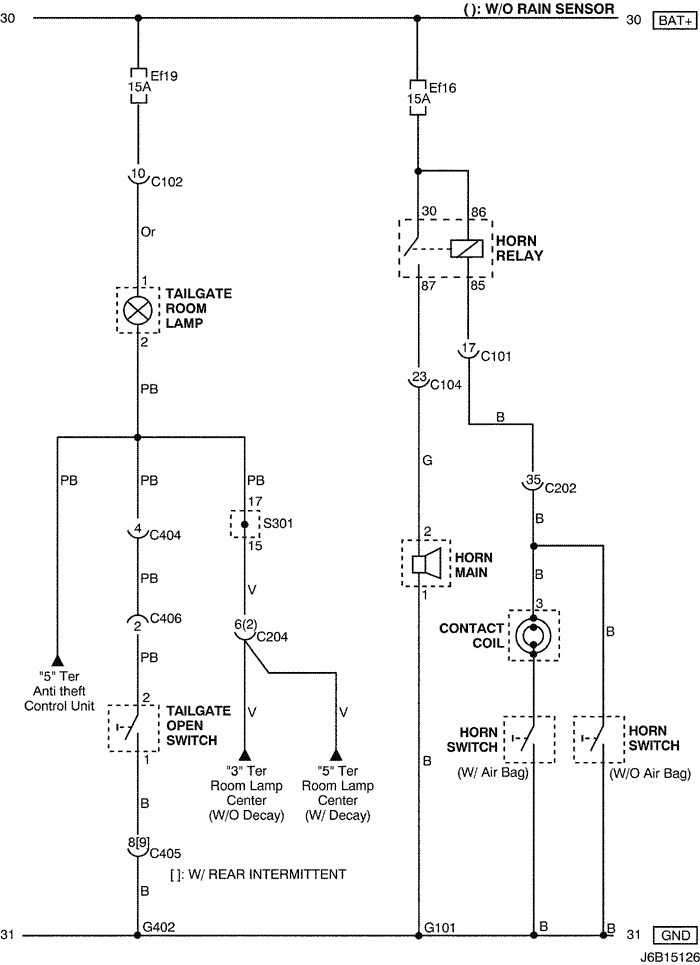 ( ): W/O RAIN SENSOR
30
30 BAT+
Ef19
15A
Ef16
15A
10
C102
Or
1
TAILGATE
ROOM
LAMP
2
PB
30
86
HORN
RELAY
87
85
17
C101
23
C104
B
G
35
C202
B
PB
PB
PB
17
S301
15
4
C404
PB
V
2
HORN
MAIN
1
B
3
CONTACT
COIL
B
C406
2
6(2)
C204
PB
"5" Ter
Anti theft
Control Unit
2
TAILGATE
OPEN
SWITCH
1
V
V
"3" Ter
Room Lamp
Center
(W/O Decay)
"5" Ter
Room Lamp
Center
(W/ Decay)
HORN
SWITCH
(W/ Air Bag)
HORN
SWITCH
(W/O Air Bag)
B
B
8[9]
C405
[ ]: W/ REAR INTERMITTENT
B
31
G402
G101
B
B
31 GND
J6B15126